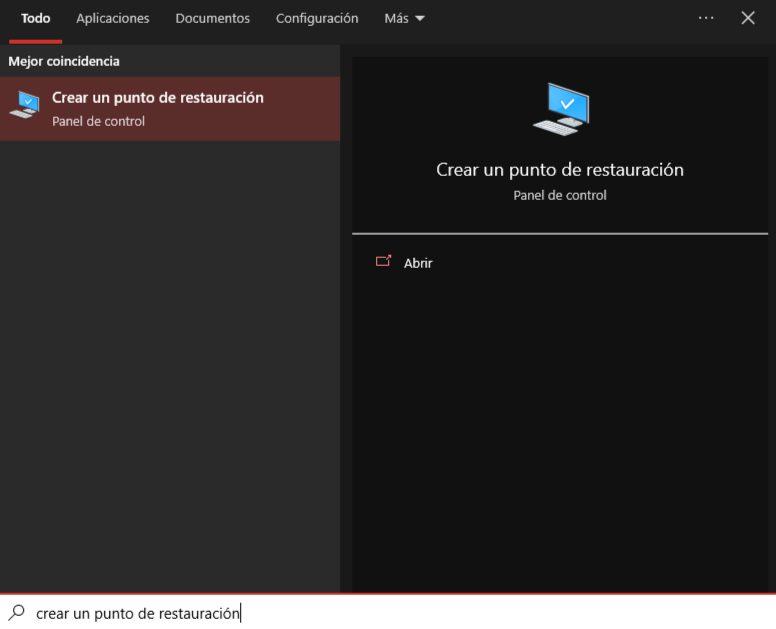 Todo Aplicaciones Documentos Configuración Más
Mejor coincidencia
Crear un punto de restauración
Panel de control
Crear un punto de restauración
Panel de control
Abrir
crear un punto de restauración